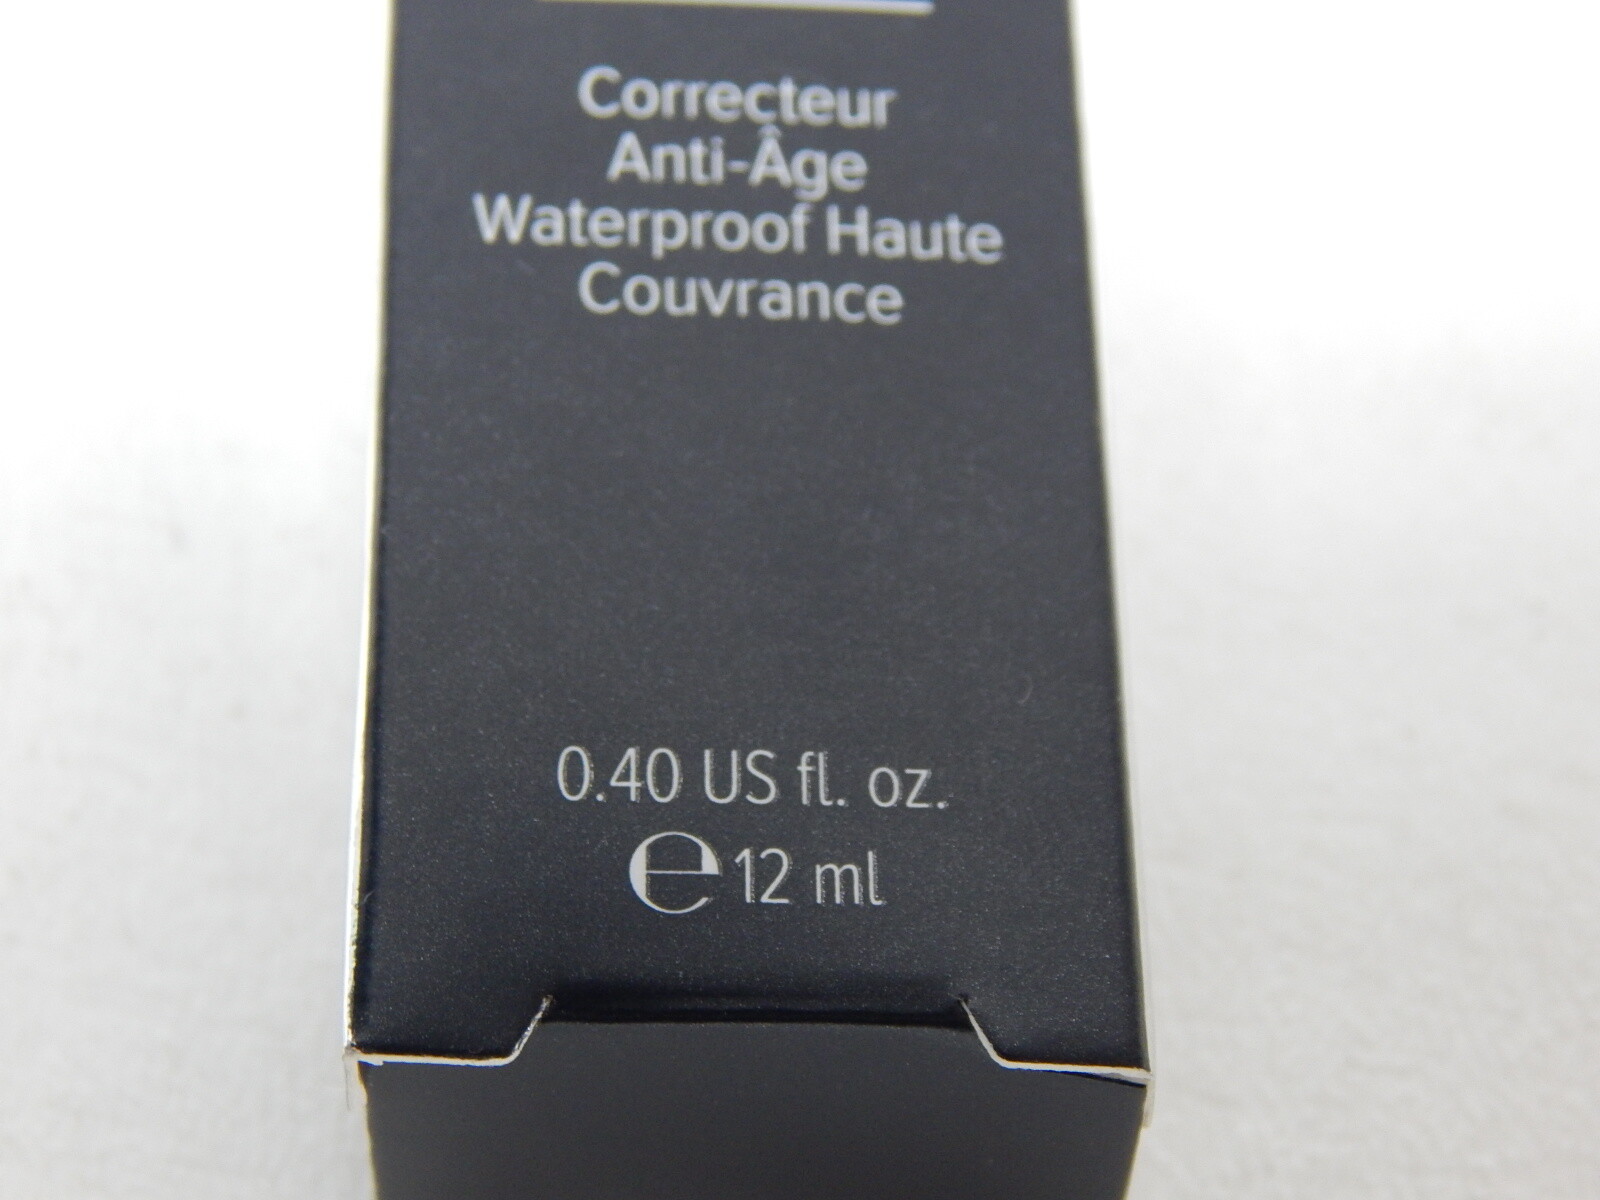 Correcteur
Anti-Âge
Waterproof Haute
Couvrance
0.40 US fl. oz.
℮ 12 ml